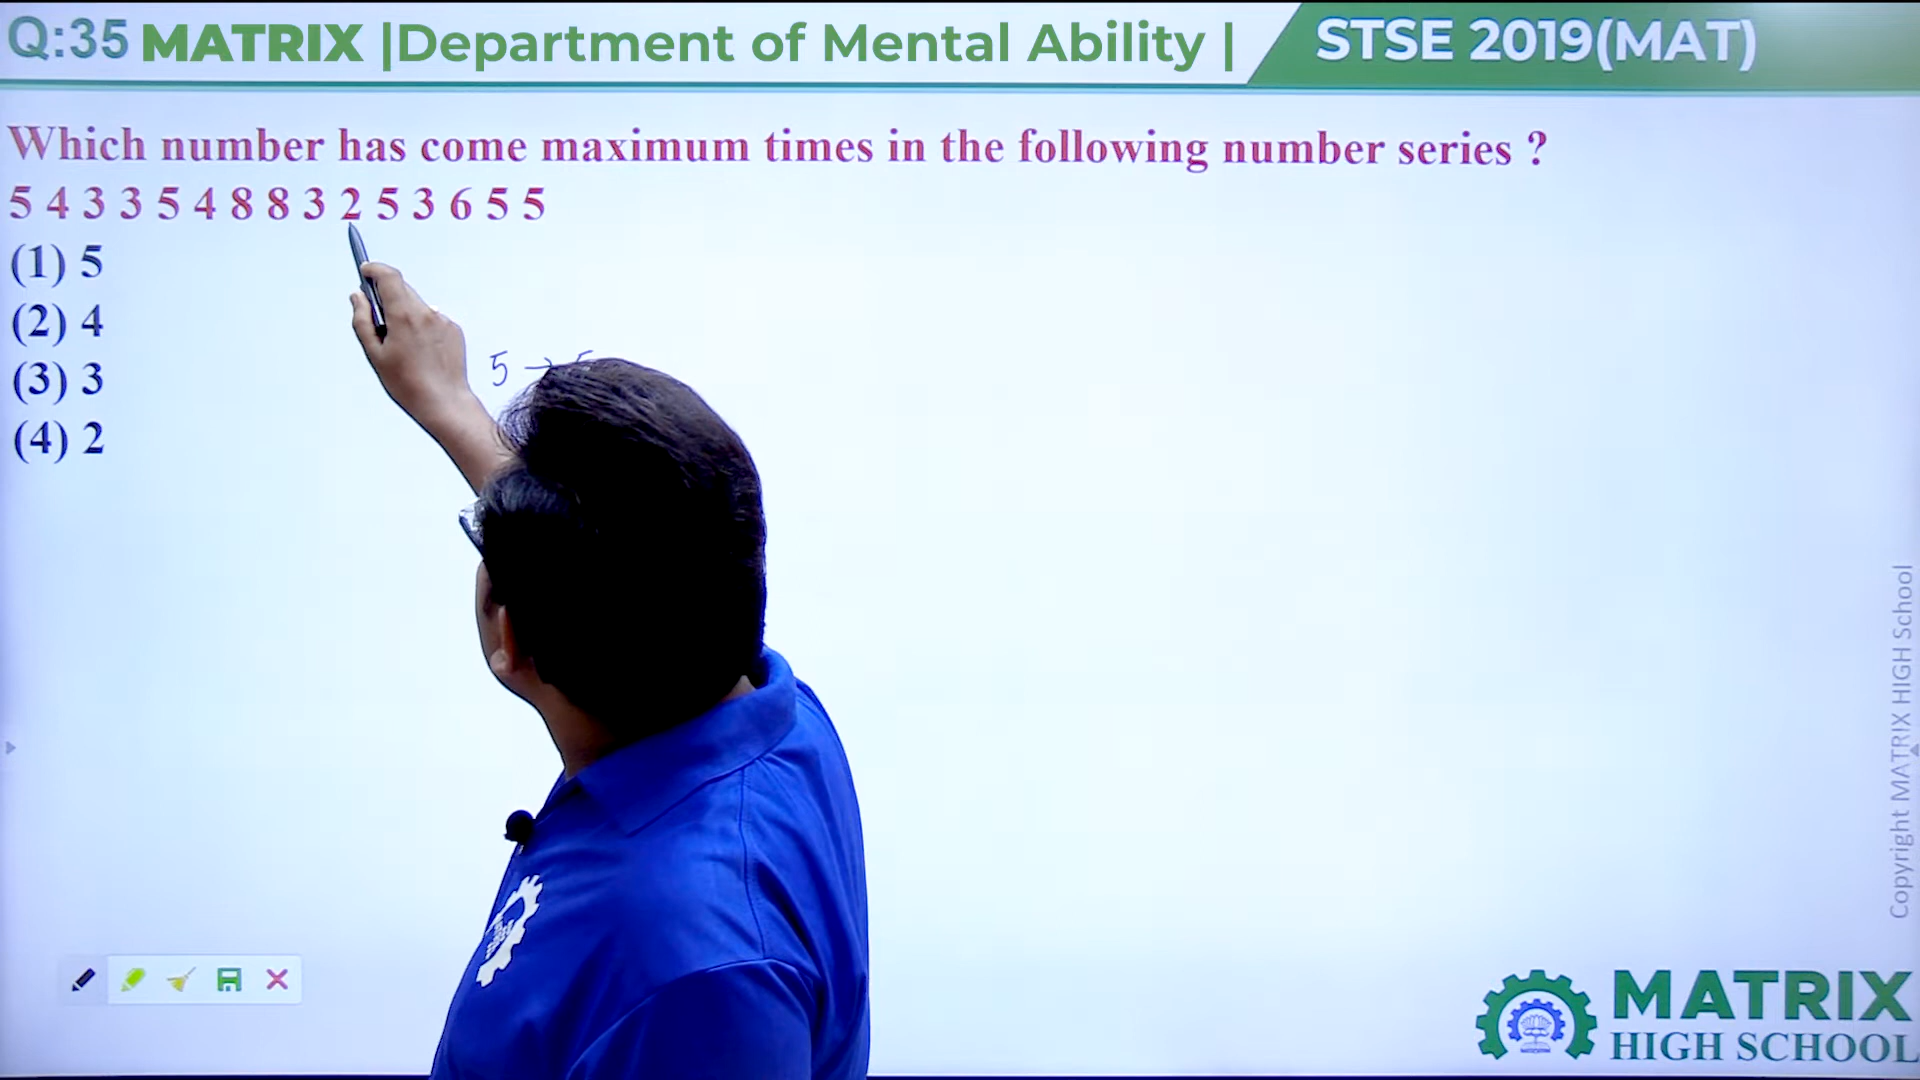 Q:35 MATRIX |Department of Mental Ability | STSE 2019(MAT)
Which number has come maximum times in the following number series ?
5 4 3 3 5 4 8 8 3 2 5 3 6 5 5
(1) 5
(2) 4
(3) 3
(4) 2
5 →
Copyright MATRIX HIGH School
MATRIX
HIGH SCHOOL